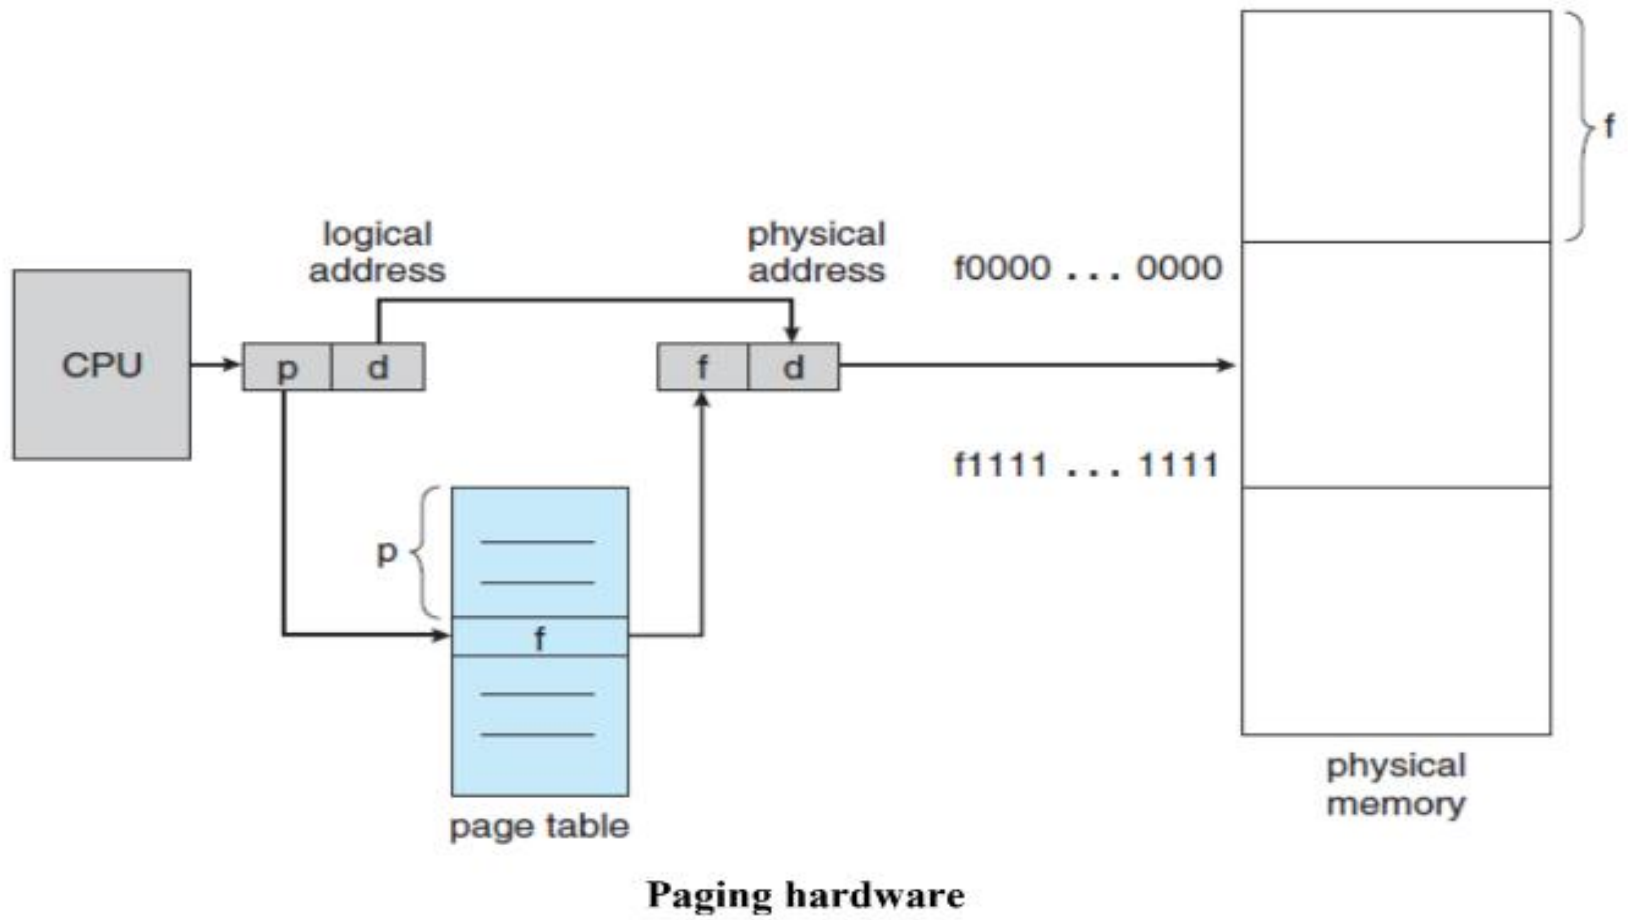 f
logical
address
physical
address
f0000 ... 0000
CPU
p
d
f
d
f1111 ... 1111
p
f
physical
memory
page table
Paging hardware